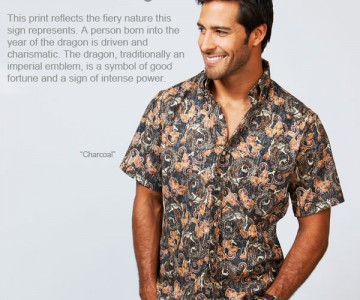 This print reflects the fiery nature this
sign represents. A person born into the
year of the dragon is driven and
charismatic. The dragon, traditionally an
imperial emblem, is a symbol of good
fortune and a sign of intense power.
"Charcoal"